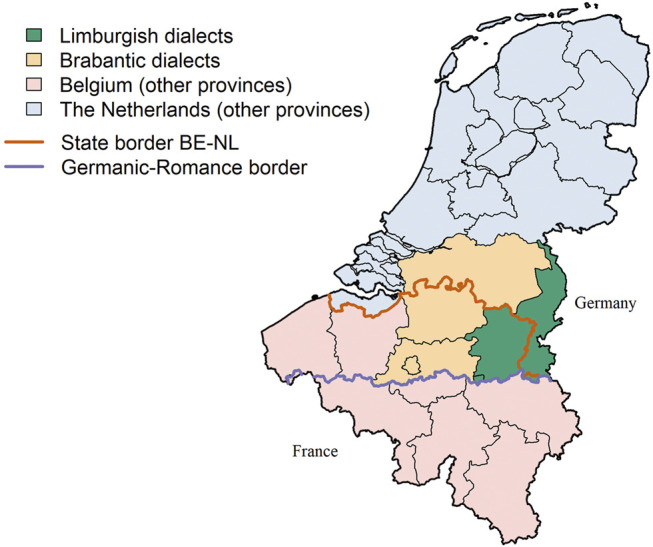 Limburgish dialects
Brabantic dialects
Belgium (other provinces)
The Netherlands (other provinces)
State border BE-NL
Germanic-Romance border
Germany
France